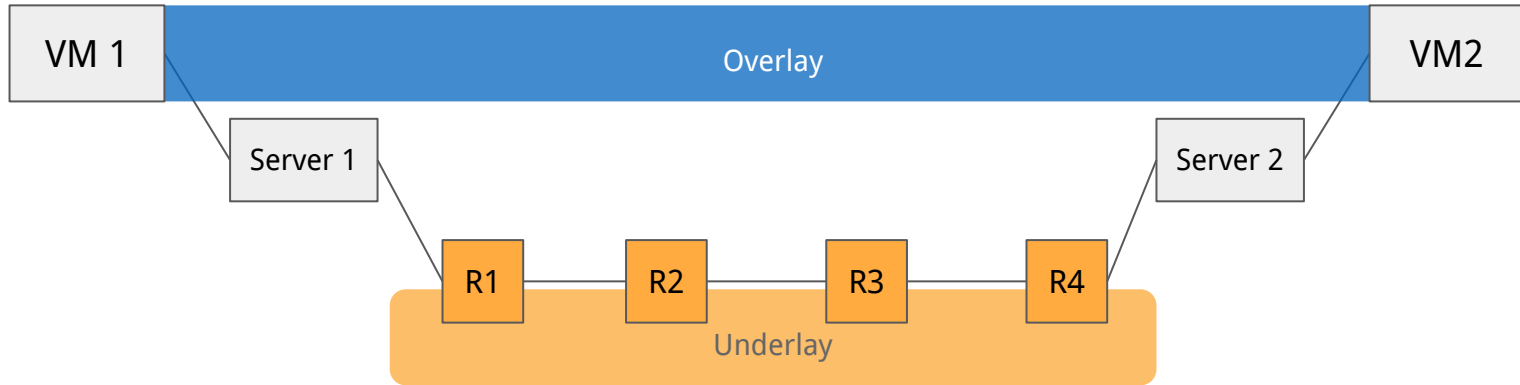 VM 1
Overlay
VM2
Server 1
Server 2
R1
R2
R3
R4
Underlay